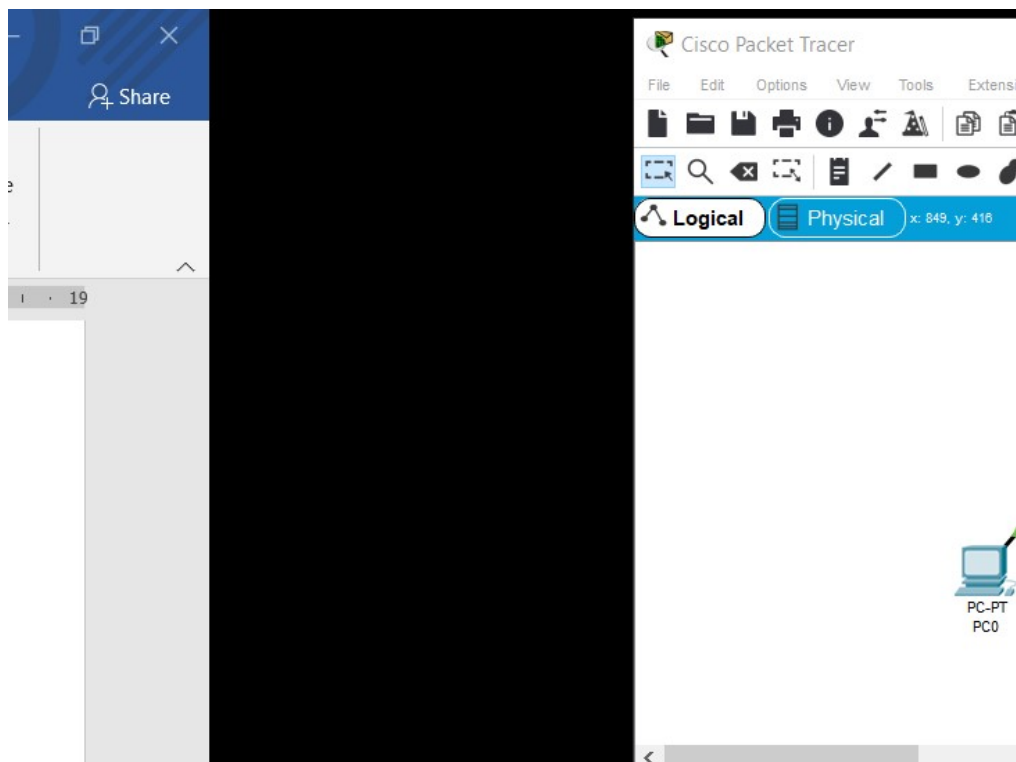 Share
19
Cisco Packet Tracer
File Edit Options View Tools
Logical Physical x: 849, y: 416
PC-PT
PC0